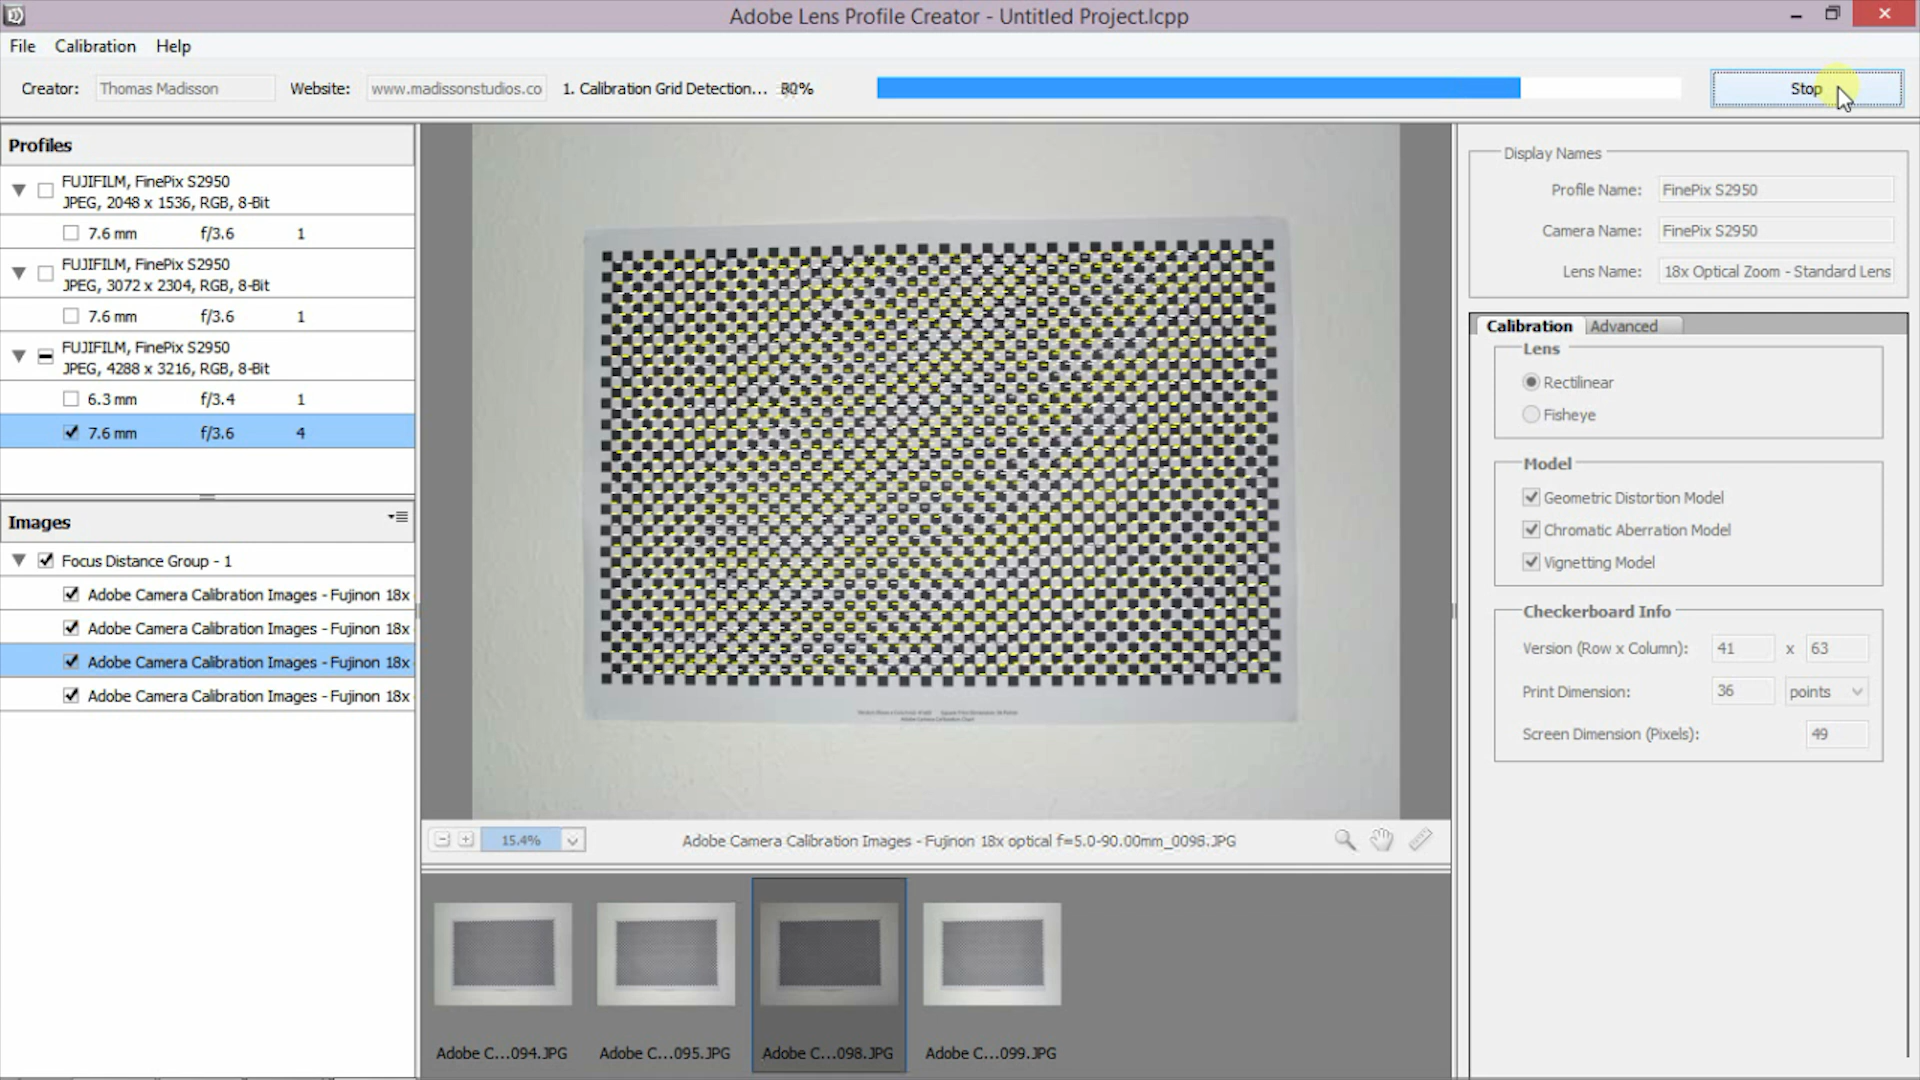 Adobe Lens Profile Creator - Untitled Project.lcpp
File Calibration Help
Creator: Thomas Madisson Website: www.madissonstudios.co 1. Calibration Grid Detection... 80% Stop
Profiles
FUJIFILM, FinePix S2950
JPEG, 2048 x 1536, RGB, 8-Bit
7.6 mm f/3.6 1
FUJIFILM, FinePix S2950
JPEG, 3072 x 2304, RGB, 8-Bit
7.6 mm f/3.6 1
FUJIFILM, FinePix S2950
JPEG, 4288 x 3216, RGB, 8-Bit
6.3 mm f/3.4 1
7.6 mm f/3.6 4
Images
Focus Distance Group - 1
Adobe Camera Calibration Images - Fujinon 18x
Adobe Camera Calibration Images - Fujinon 18x
Adobe Camera Calibration Images - Fujinon 18x
Adobe Camera Calibration Images - Fujinon 18x
Adobe Camera Calibration Chart
15.4% Adobe Camera Calibration Images - Fujinon 18x optical f=5.0-90.00mm_0098.JPG
Adobe C...094.JPG Adobe C...095.JPG Adobe C...098.JPG Adobe C...099.JPG
Display Names
Profile Name: FinePix S2950
Camera Name: FinePix S2950
Lens Name: 18x Optical Zoom - Standard Lens
Calibration Advanced
Lens
Rectilinear
Fisheye
Model
Geometric Distortion Model
Chromatic Aberration Model
Vignetting Model
Checkerboard Info
Version (Row x Column): 41 x 63
Print Dimension: 36 points
Screen Dimension (Pixels): 49